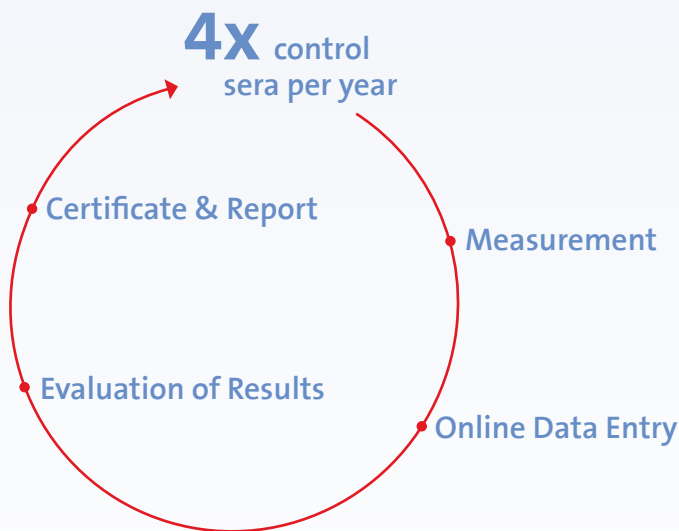 4x control
sera per year
Measurement
Online Data Entry
Evaluation of Results
Certificate & Report